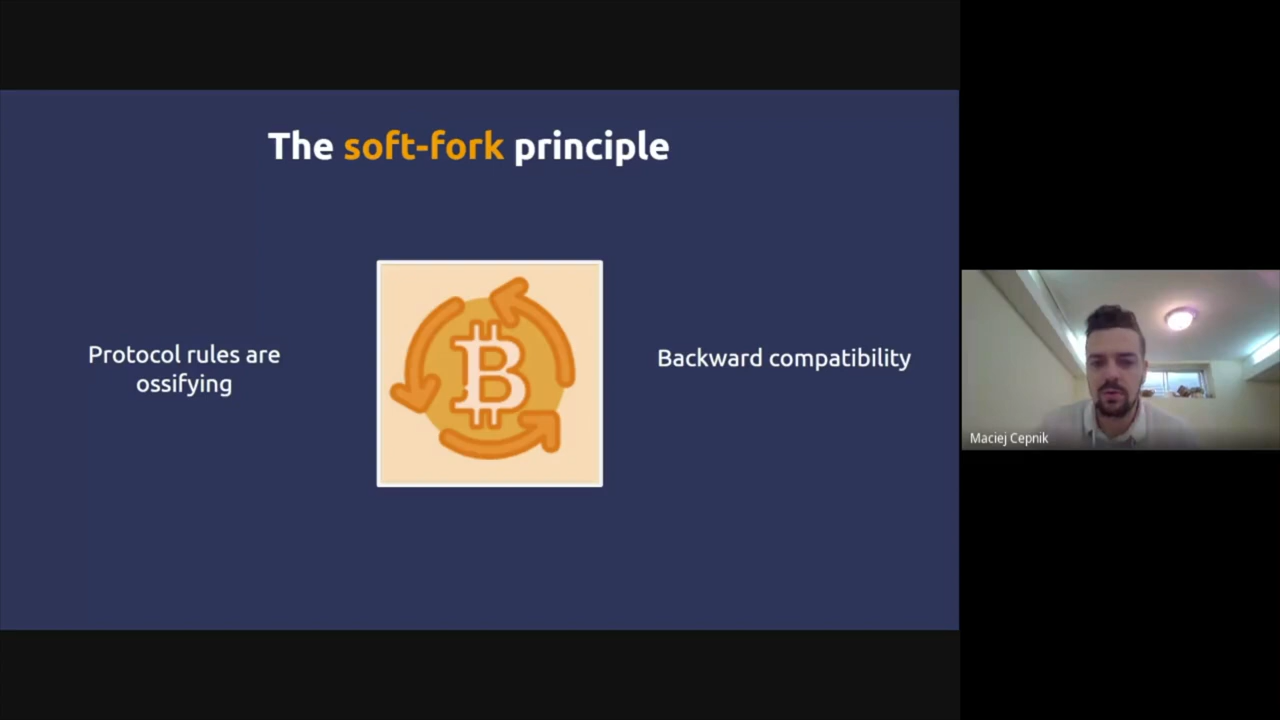 The soft-fork principle
Protocol rules are
ossifying
Backward compatibility
Maciej Cepnik